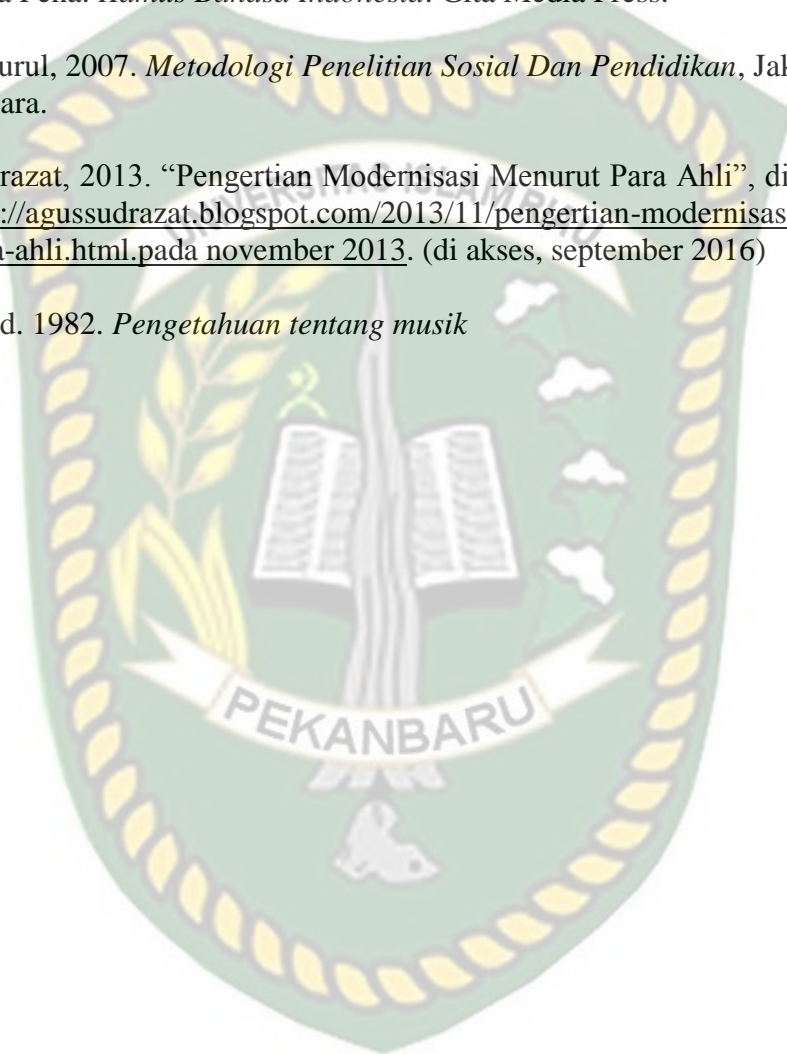 a Pena. Kamus Bahasa Indonesia. Gita Media Press.
urul, 2007. Metodologi Penelitian Sosial Dan Pendidikan, Jak
ara.
razat, 2013. “Pengertian Modernisasi Menurut Para Ahli”, di
://agussudrazat.blogspot.com/2013/11/pengertian-modernisas
a-ahli.html.pada november 2013. (di akses, september 2016)
d. 1982. Pengetahuan tentang musik
UNIVERSITAS ISLAM RIAU
PEKANBARU